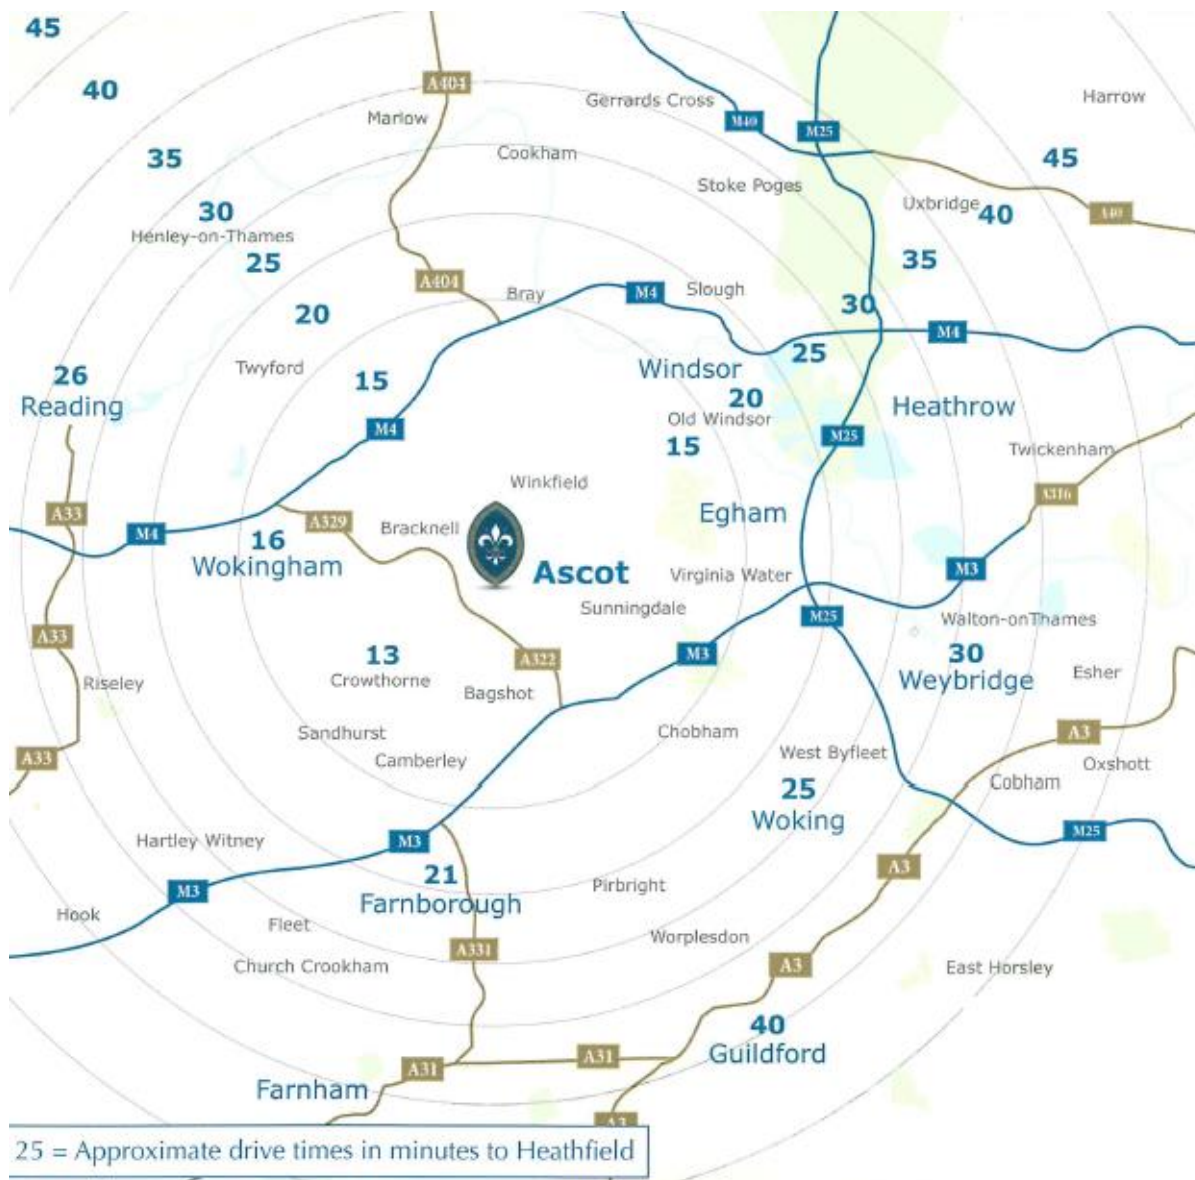 45
40
A404
Gerrards Cross
Harrow
Marlow
M40
M25
35
Cookham
45
Stoke Poges
30
Uxbridge
40
A40
Henley-on-Thames
25
35
A404
Bray
M4
Slough
30
20
M4
25
Twyford
15
Windsor
26
Reading
20
Heathrow
Old Windsor
M4
M25
15
Twickenham
Winkfield
A316
A33
A329
Bracknell
Egham
M4
16
Wokingham
Ascot
Virginia Water
M3
Sunningdale
M25
Walton-onThames
A33
13
A322
M3
30
Crowthorne
Weybridge
Esher
Riseley
Bagshot
Sandhurst
Chobham
A3
A33
Camberley
West Byfleet
Oxshott
25
Cobham
Woking
Hartley Witney
M3
M25
21
A3
M3
Farnborough
Pirbright
Hook
Fleet
A331
Worplesdon
Church Crookham
A3
East Horsley
40
Guildford
A31
A31
Farnham
A3
25 = Approximate drive times in minutes to Heathfield